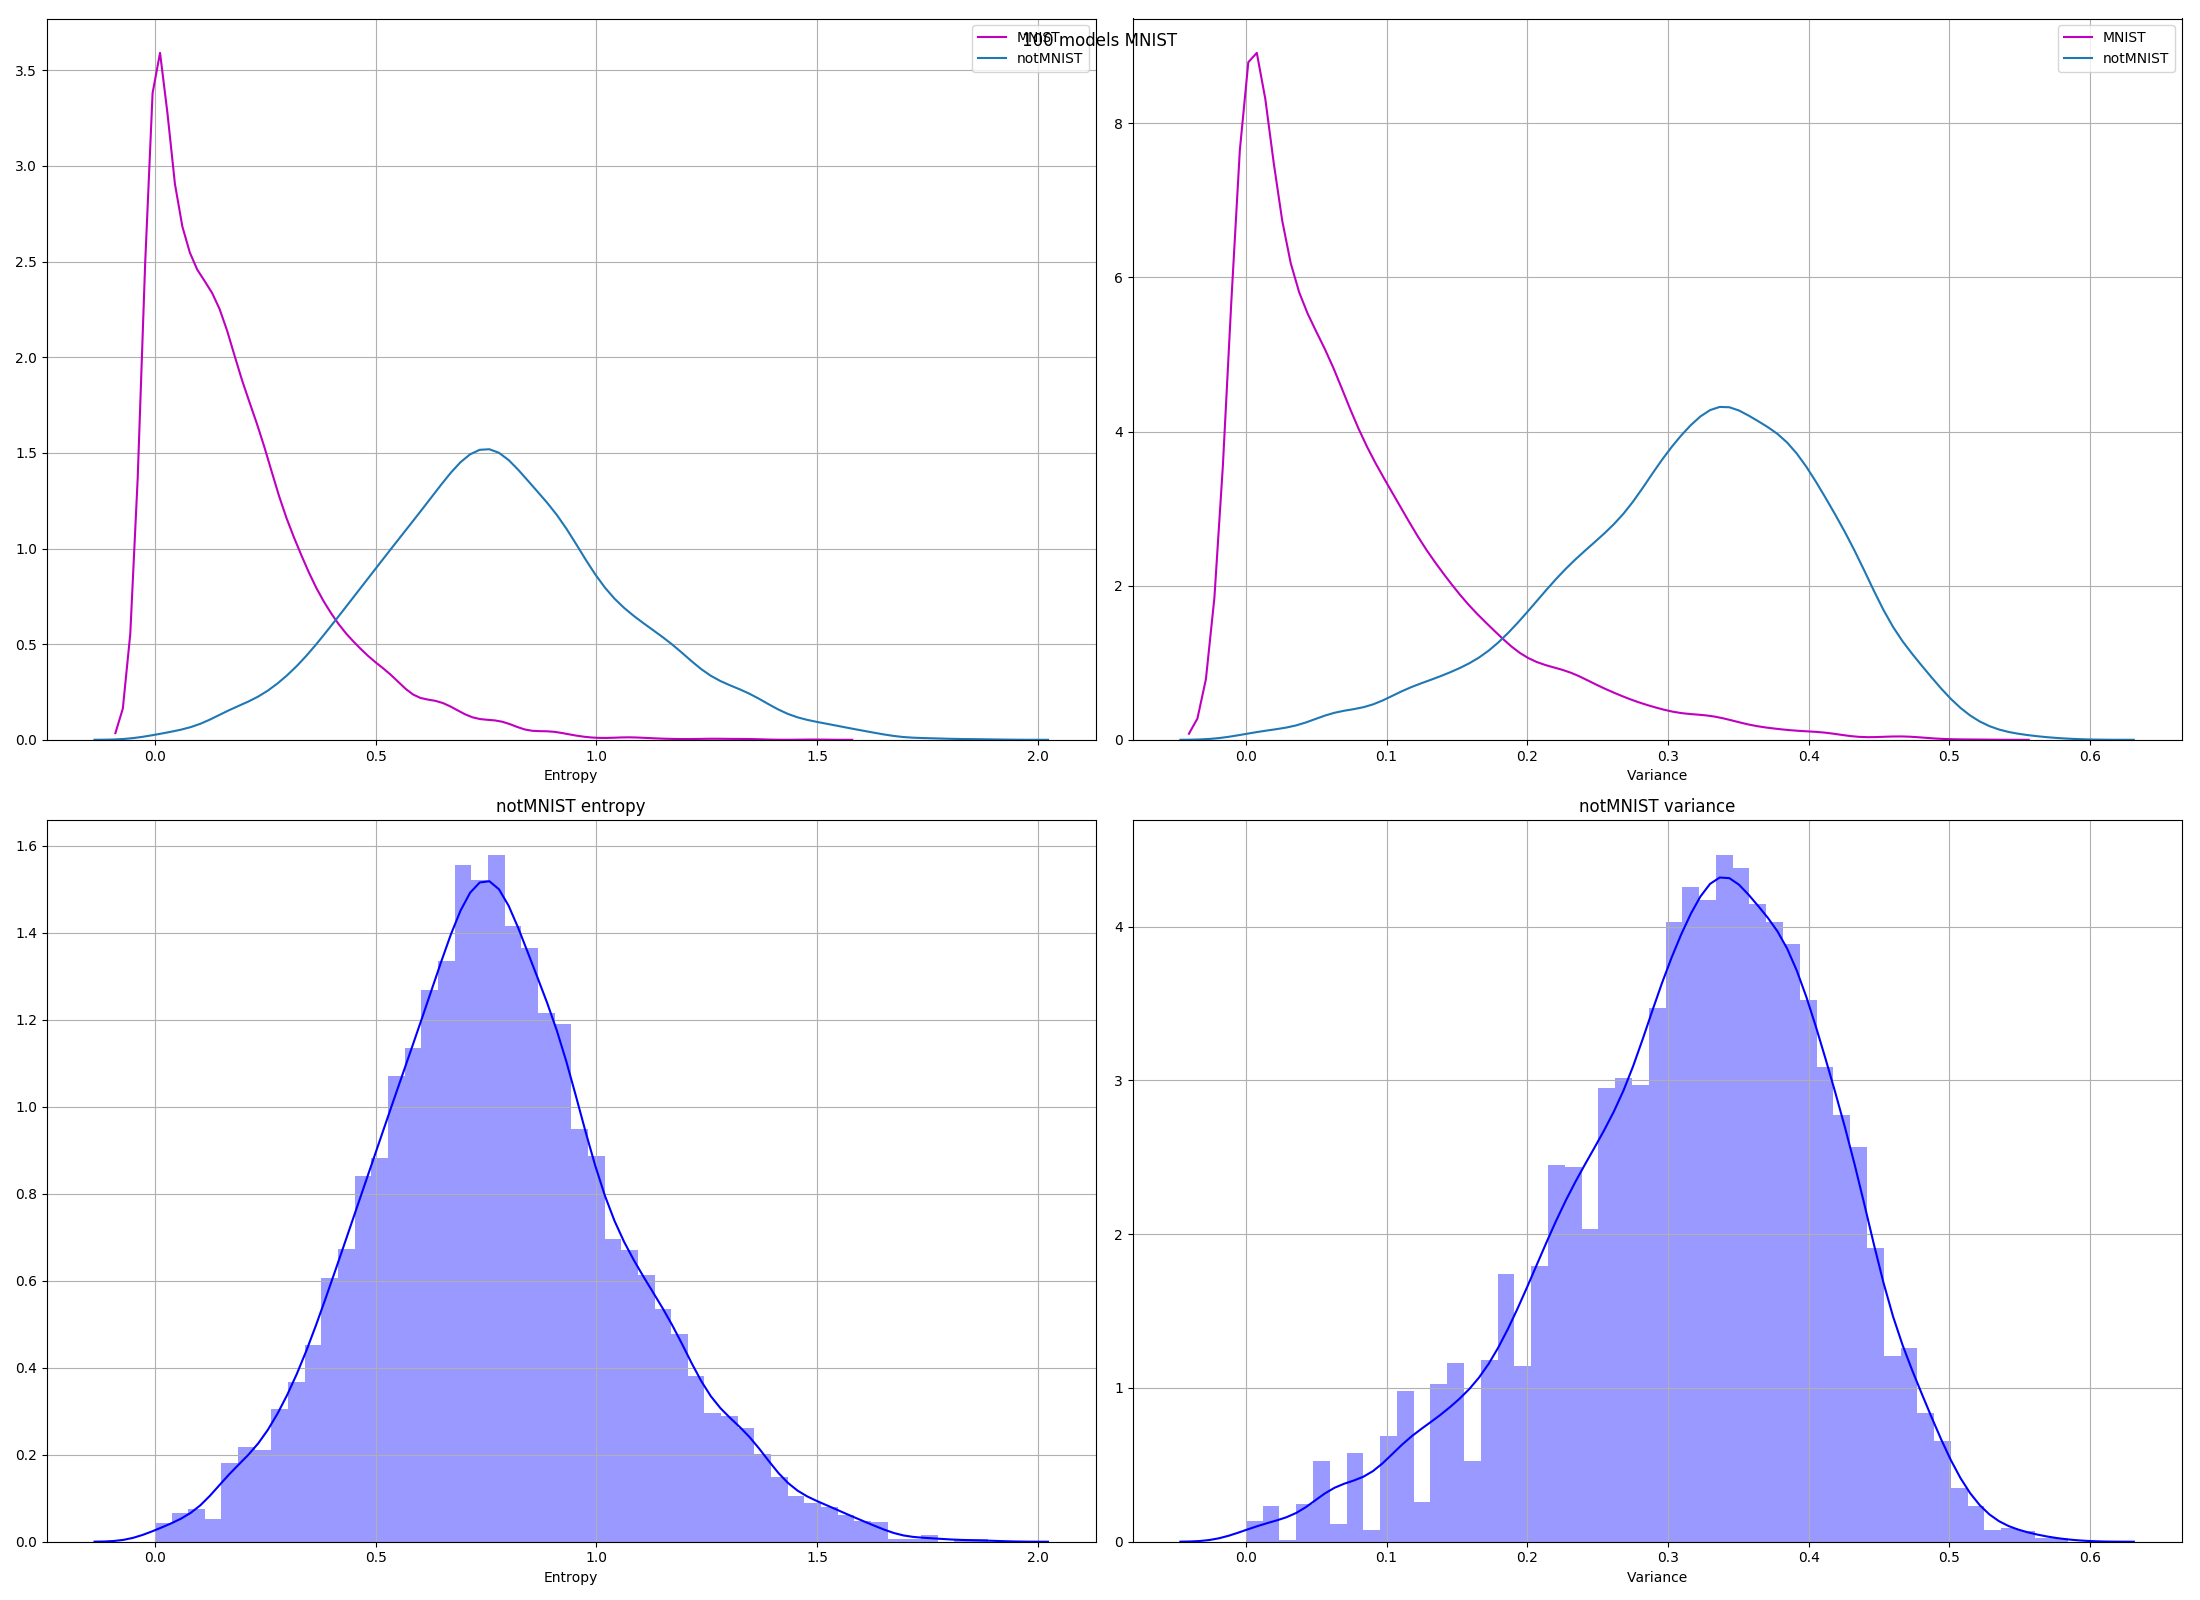 100 models MNIST
MNIST
notMNIST
3.5
3.0
2.5
2.0
1.5
1.0
0.5
0.0
0.0 0.5 1.0 1.5 2.0
Entropy
MNIST
notMNIST
8
6
4
2
0
0.0 0.1 0.2 0.3 0.4 0.5 0.6
Variance
notMNIST entropy
1.6
1.4
1.2
1.0
0.8
0.6
0.4
0.2
0.0
0.0 0.5 1.0 1.5 2.0
Entropy
notMNIST variance
4
3
2
1
0
0.0 0.1 0.2 0.3 0.4 0.5 0.6
Variance